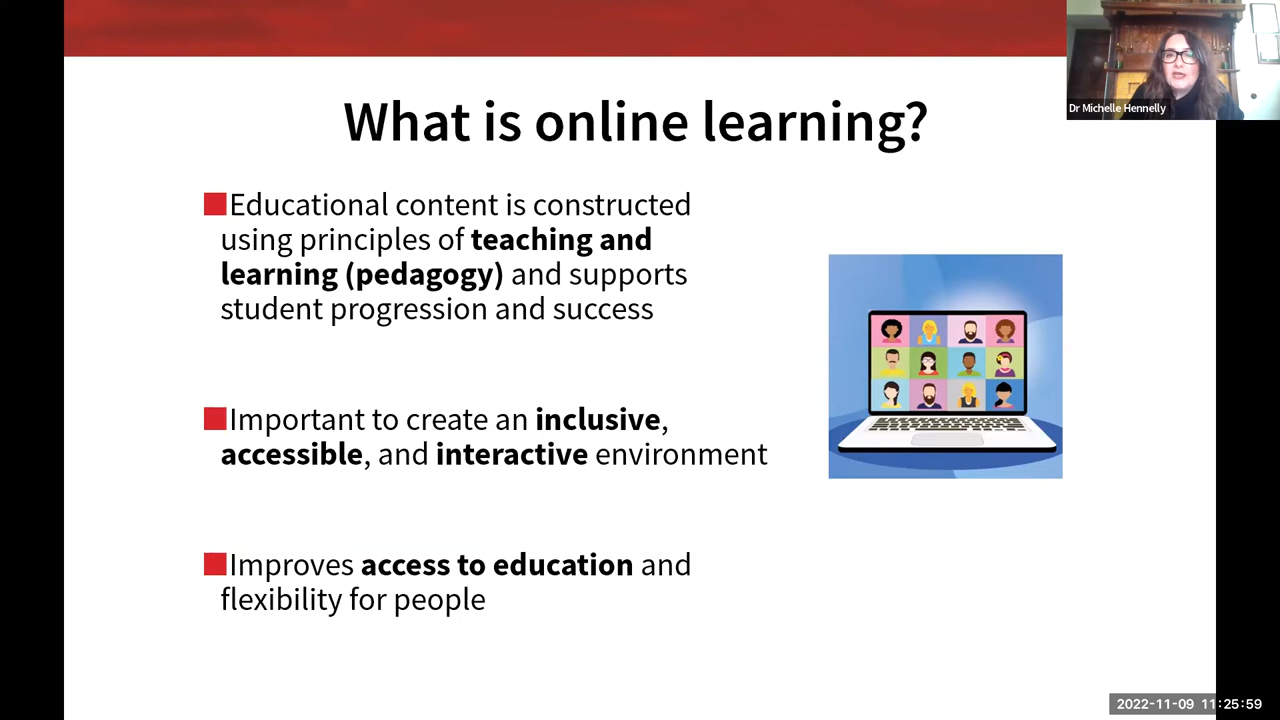 Dr Michelle Hennelly
What is online learning?
Educational content is constructed
using principles of teaching and
learning (pedagogy) and supports
student progression and success
Important to create an inclusive,
accessible, and interactive environment
Improves access to education and
flexibility for people
2022-11-09 11:25:59